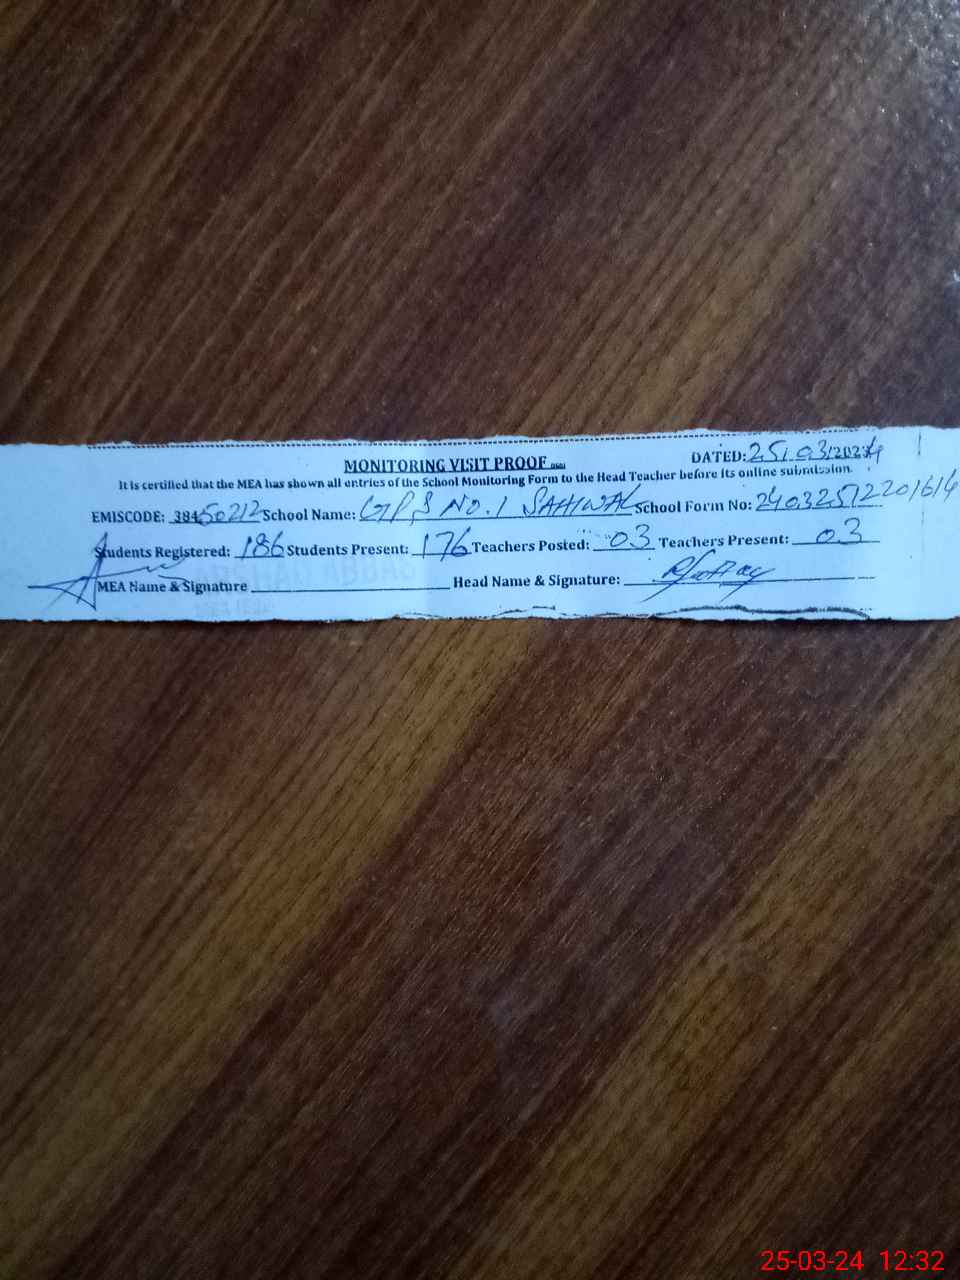 MONITORING VISIT PROOF DATED: 25/03/2024
It is certified that the MEA has shown all entries of the School Monitoring Form to the Head Teacher before its online submission.
EMISCODE: 38450212 School Name: GPS NO.1 SAHIWAL School Form No: 24032512201614
Students Registered: 186 Students Present: 176 Teachers Posted: 03 Teachers Present: 03
MEA Name & Signature Head Name & Signature:
25-03-24 12:32